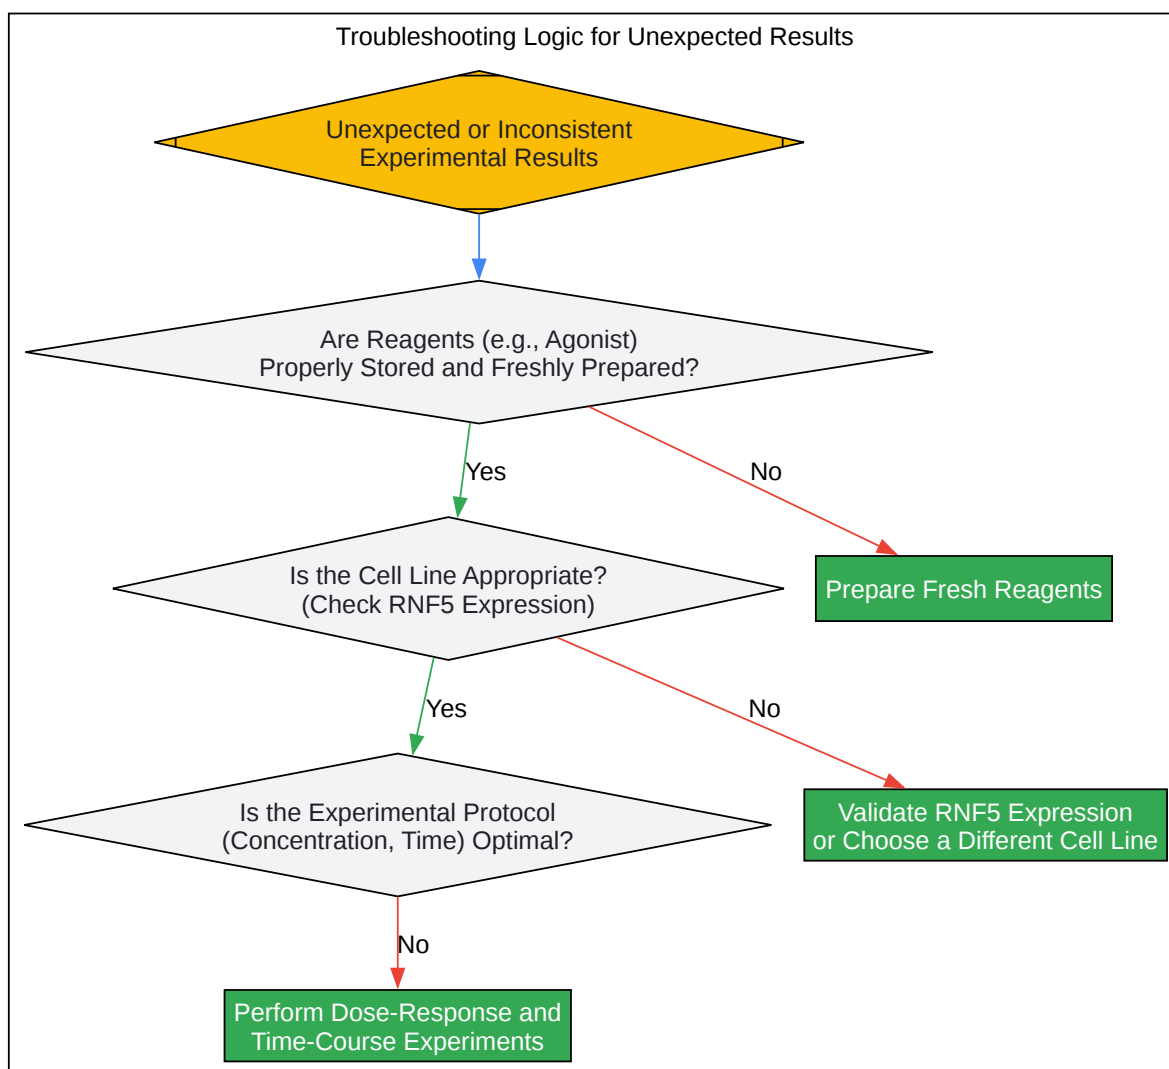 Troubleshooting Logic for Unexpected Results
Unexpected or Inconsistent
Experimental Results
Are Reagents (e.g., Agonist)
Properly Stored and Freshly Prepared?
Yes
No
Is the Cell Line Appropriate?
(Check RNF5 Expression)
Prepare Fresh Reagents
Yes
No
Is the Experimental Protocol
(Concentration, Time) Optimal?
Validate RNF5 Expression
or Choose a Different Cell Line
No
Perform Dose-Response and
Time-Course Experiments